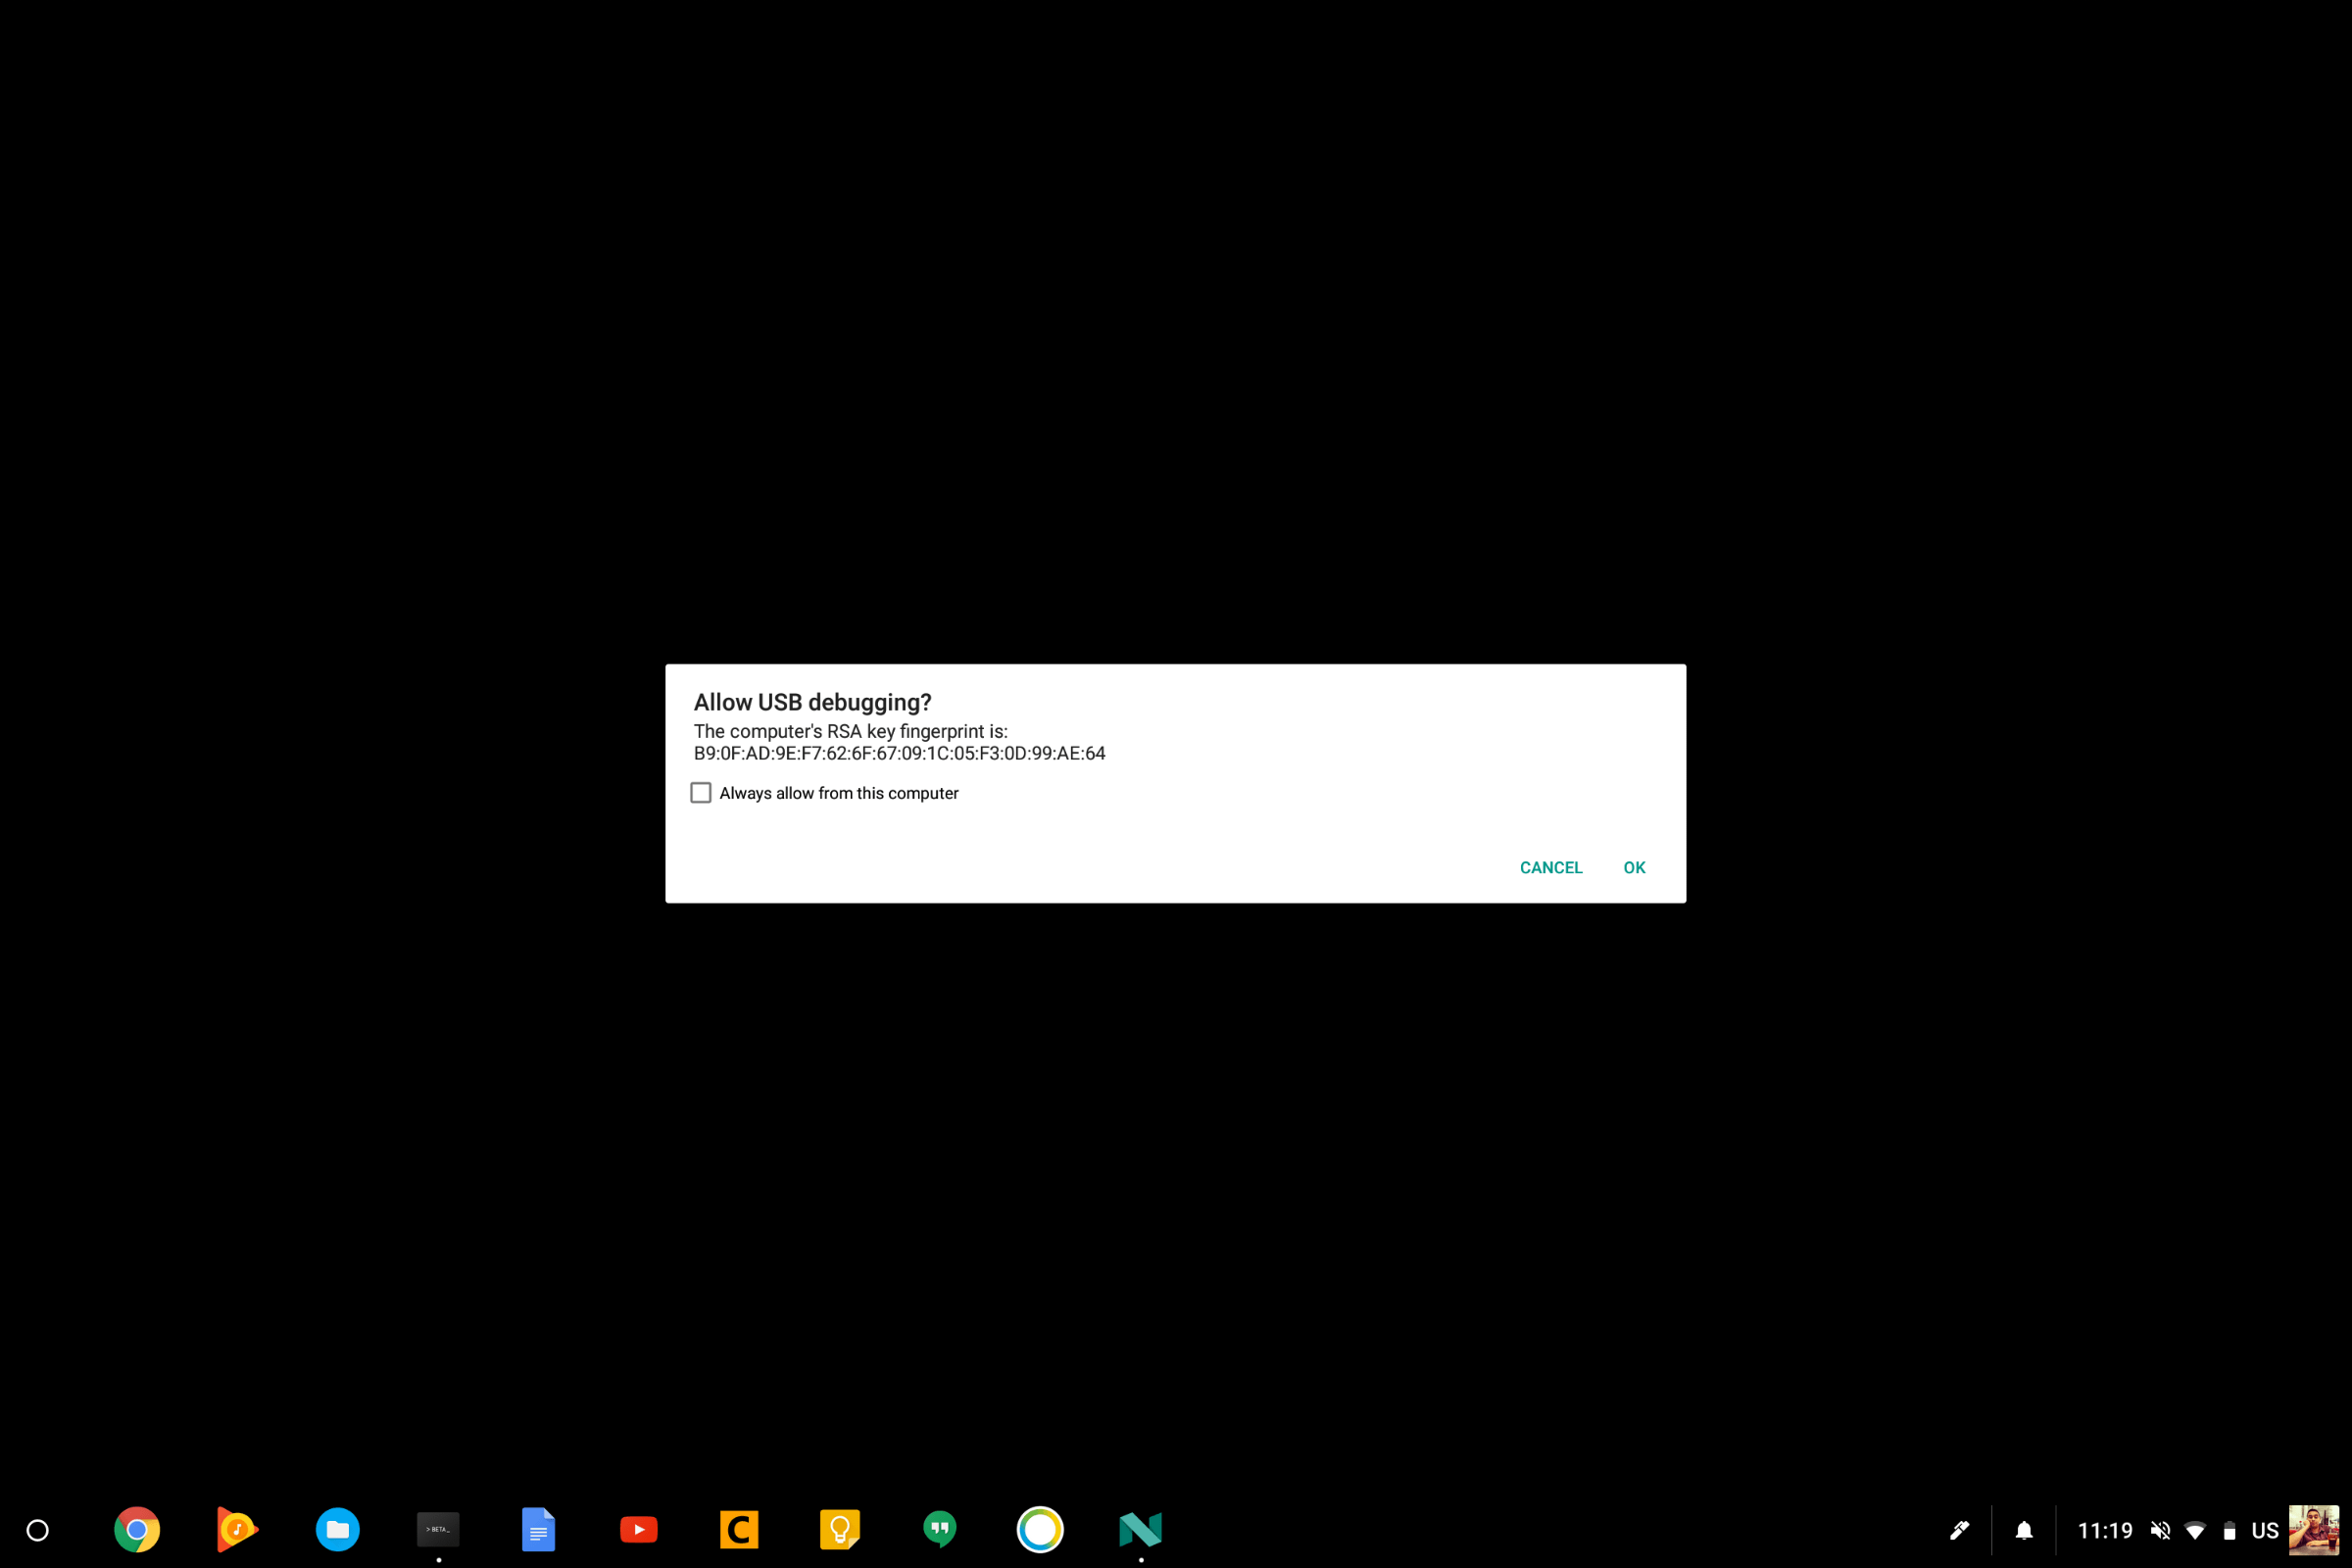 Allow USB debugging?
The computer's RSA key fingerprint is:
B9:0F:AD:9E:F7:62:6F:67:09:1C:05:F3:0D:99:AE:64
Always allow from this computer
CANCEL OK
>BETA_ C 11:19 US